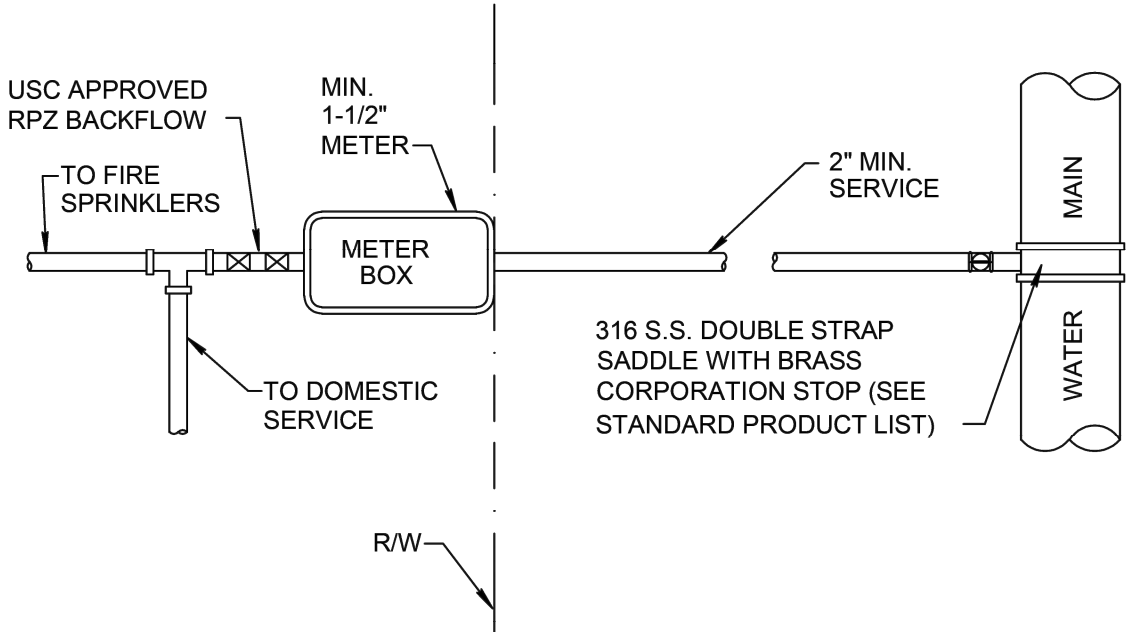 USC APPROVED
RPZ BACKFLOW
MIN.
1-1/2"
METER
TO FIRE
SPRINKLERS
METER
BOX
2" MIN.
SERVICE
MAIN
WATER
316 S.S. DOUBLE STRAP
SADDLE WITH BRASS
CORPORATION STOP (SEE
STANDARD PRODUCT LIST)
TO DOMESTIC
SERVICE
R/W